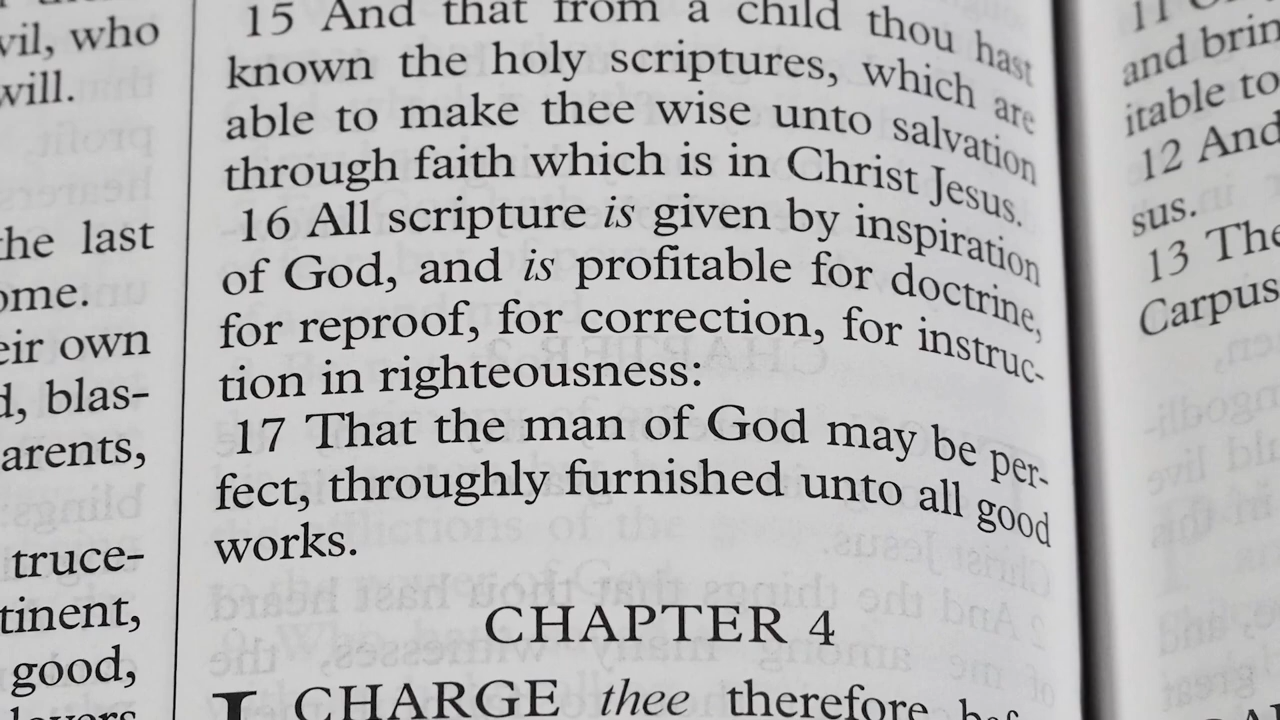 vil, who
will.
the last
ome.
eir own
d, blas-
arents,
truce-
tinent,
good,
lovers
15 And that from a child thou hast
known the holy scriptures, which are
able to make thee wise unto salvation
through faith which is in Christ Jesus.
16 All scripture is given by inspiration
of God, and is profitable for doctrine,
for reproof, for correction, for instruc-
tion in righteousness:
17 That the man of God may be per-
fect, throughly furnished unto all good
works.
CHAPTER 4
I CHARGE thee therefore bef
11
and brin
itable to
12 And
sus.
13 The
Carpus